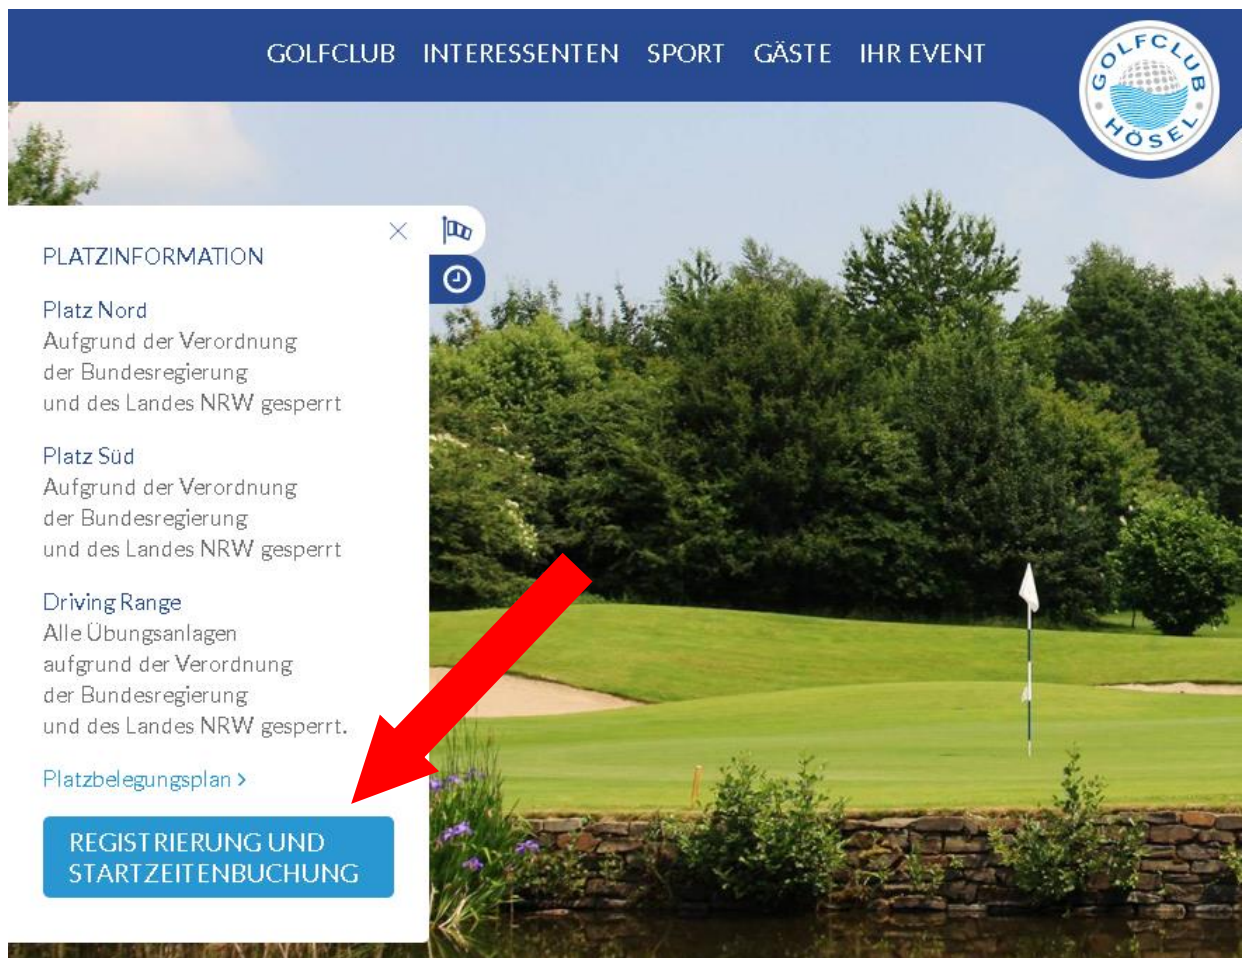 GOLFCLUB INTERESSENTEN SPORT GÄSTE IHR EVENT
GOLFCLUB
HÖSEL
PLATZINFORMATION
Platz Nord
Aufgrund der Verordnung
der Bundesregierung
und des Landes NRW gesperrt
Platz Süd
Aufgrund der Verordnung
der Bundesregierung
und des Landes NRW gesperrt
Driving Range
Alle Übungsanlagen
aufgrund der Verordnung
der Bundesregierung
und des Landes NRW gesperrt.
Platzbelegungsplan >
REGISTRIERUNG UND
STARTZEITENBUCHUNG